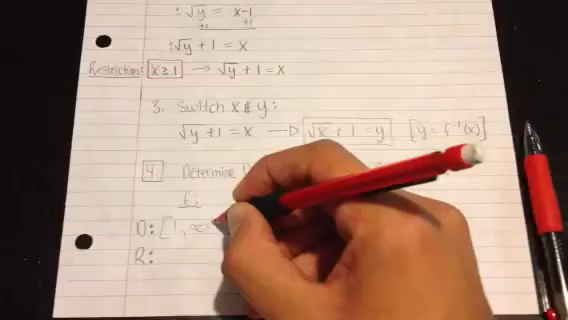 ± √y = x-1
+1 +1
±√y + 1 = x
Restriction: x ≥ 1 → √y + 1 = x
3. Switch x & y:
√y + 1 = x → √x + 1 = y [y = f⁻¹(x)]
4. Determine
f:
D: [1, ∞
R: